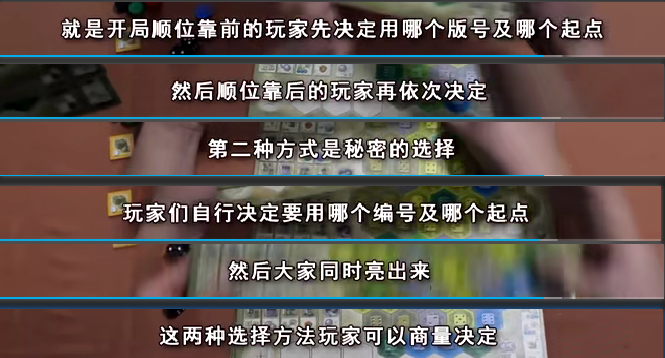 就是开局顺位靠前的玩家先决定用哪个版号及哪个起点
然后顺位靠后的玩家再依次决定
第二种方式是秘密的选择
玩家们自行决定要用哪个编号及哪个起点
然后大家同时亮出来
这两种选择方法玩家可以商量决定